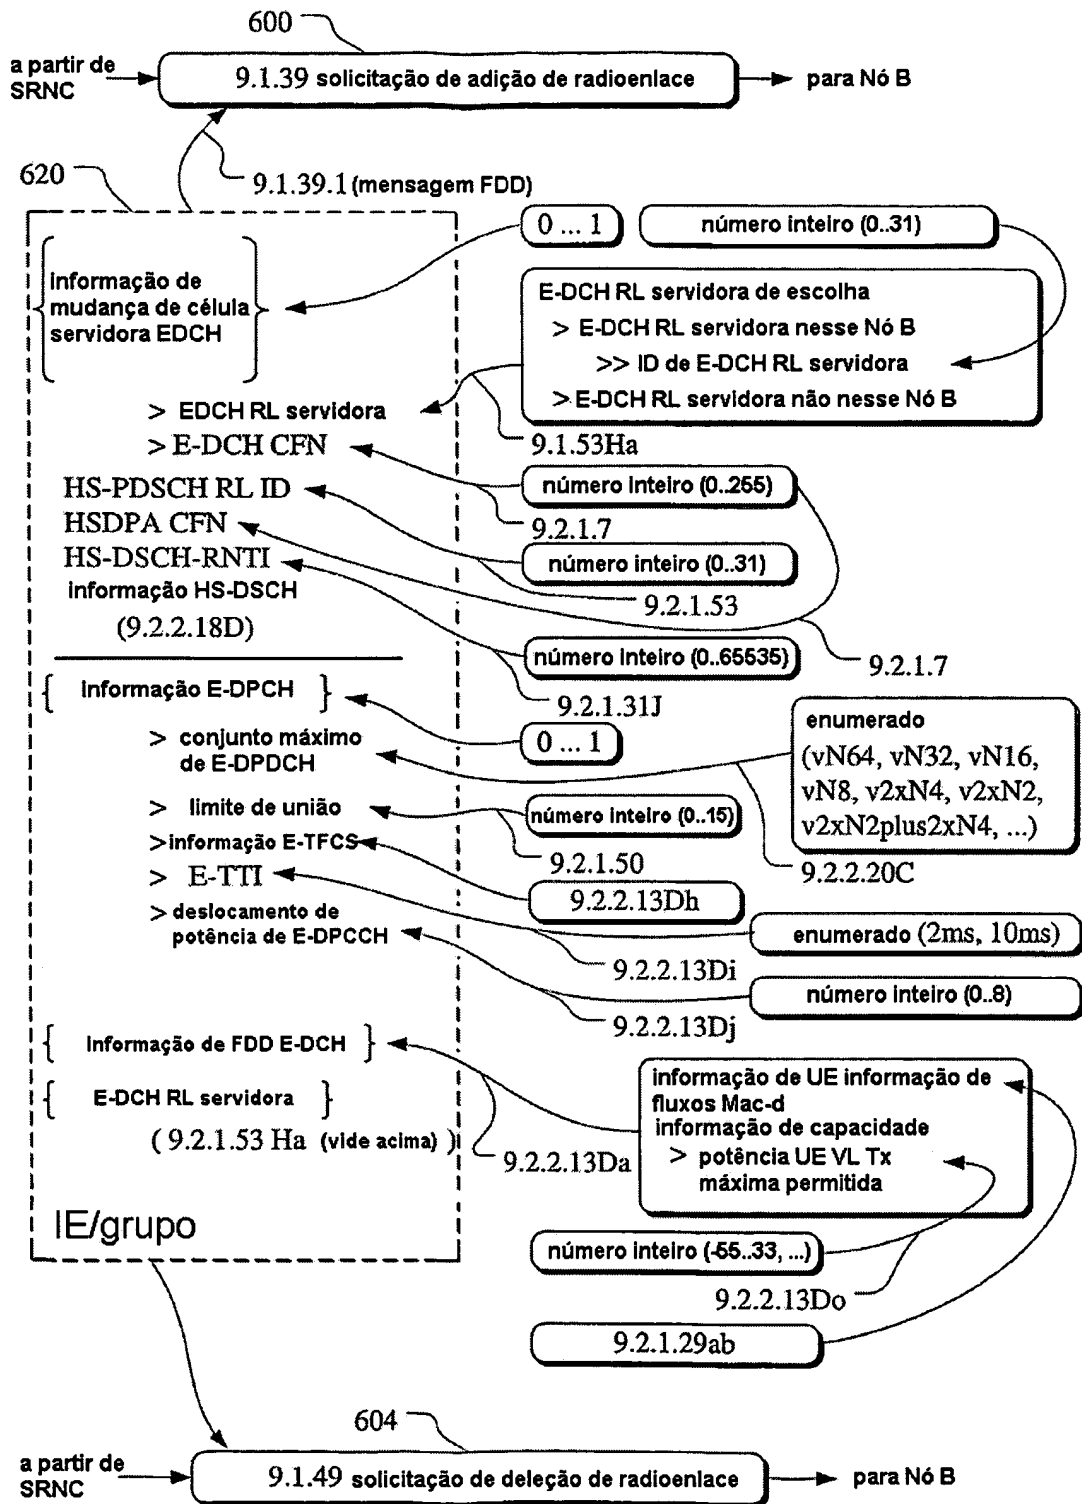 600
a partir de
SRNC
9.1.39 solicitação de adição de radioenlace
para Nó B
620
9.1.39.1 (mensagem FDD)
0 ... 1
número inteiro (0..31)
informação de
mudança de célula
servidora EDCH
E-DCH RL servidora de escolha
> E-DCH RL servidora nesse Nó B
>> ID de E-DCH RL servidora
> E-DCH RL servidora não nesse Nó B
> EDCH RL servidora
9.1.53Ha
> E-DCH CFN
número inteiro (0..255)
HS-PDSCH RL ID
9.2.1.7
HSDPA CFN
número inteiro (0..31)
HS-DSCH-RNTI
9.2.1.53
informação HS-DSCH
(9.2.2.18D)
número inteiro (0..65535)
9.2.1.7
{ informação E-DPCH }
9.2.1.31J
0 ... 1
enumerado
(vN64, vN32, vN16,
vN8, v2xN4, v2xN2,
v2xN2plus2xN4, ...)
> conjunto máximo
de E-DPDCH
> limite de união
número inteiro (0..15)
9.2.1.50
9.2.2.20C
>informação E-TFCS
9.2.2.13Dh
> E-TTI
enumerado (2ms, 10ms)
> deslocamento de
potência de E-DPCCH
9.2.2.13Di
número inteiro (0..8)
9.2.2.13Dj
{ Informação de FDD E-DCH }
informação de UE informação de
fluxos Mac-d
informação de capacidade
> potência UE VL Tx
máxima permitida
{ E-DCH RL servidora }
( 9.2.1.53 Ha (vide acima) )
9.2.2.13Da
IE/grupo
número inteiro (-55..33, ...)
9.2.2.13Do
9.2.1.29ab
604
a partir de
SRNC
9.1.49 solicitação de deleção de radioenlace
para Nó B